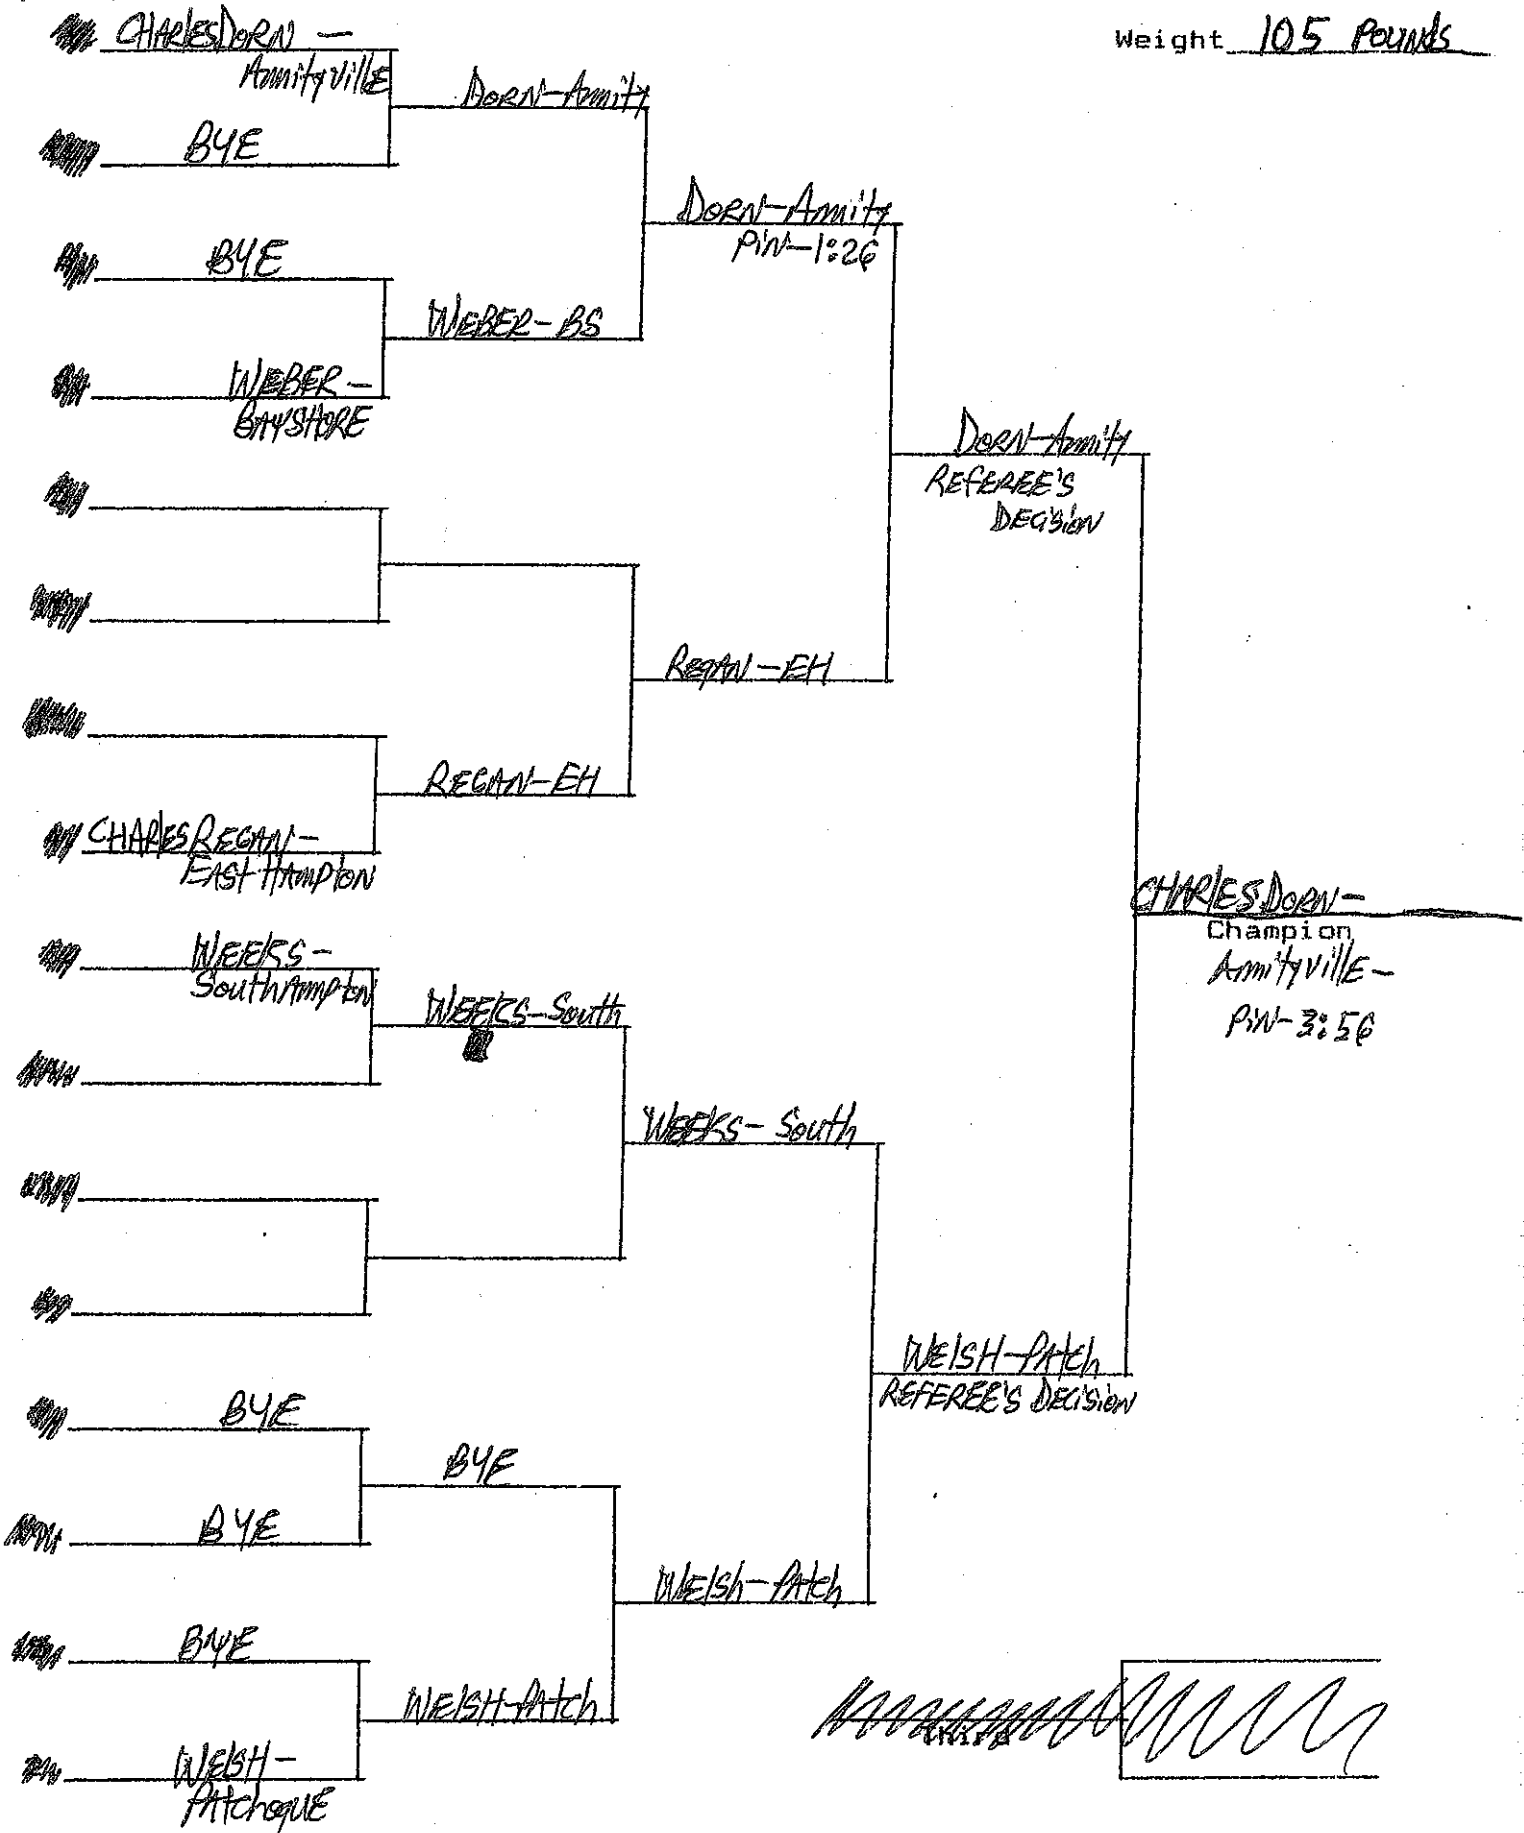 Weight 105 POUNDS
CHARLES DORN —
Amityville
DORN-Amity
BYE
DORN-Amity
PiN-1:26
BYE
WEBER-BS
WEBER-
BAYSHORE
DORN-Amity
REFEREE'S
DECiSioN
REGAN-EH
REGAN-EH
CHARLES REGAN-
EAST HAMPTON
CHARLES DORN-
Champion
Amityville-
PiN-3:56
WEEKS-
SouthAmpton
WEEKS-South
WEEKS-South
WELSH-PAtch
REFEREE'S DECiSioN
BYE
BYE
BYE
WELSh-PAtch
BYE
WELSH-PAtch
Third
WELSH-
PAtchogUE